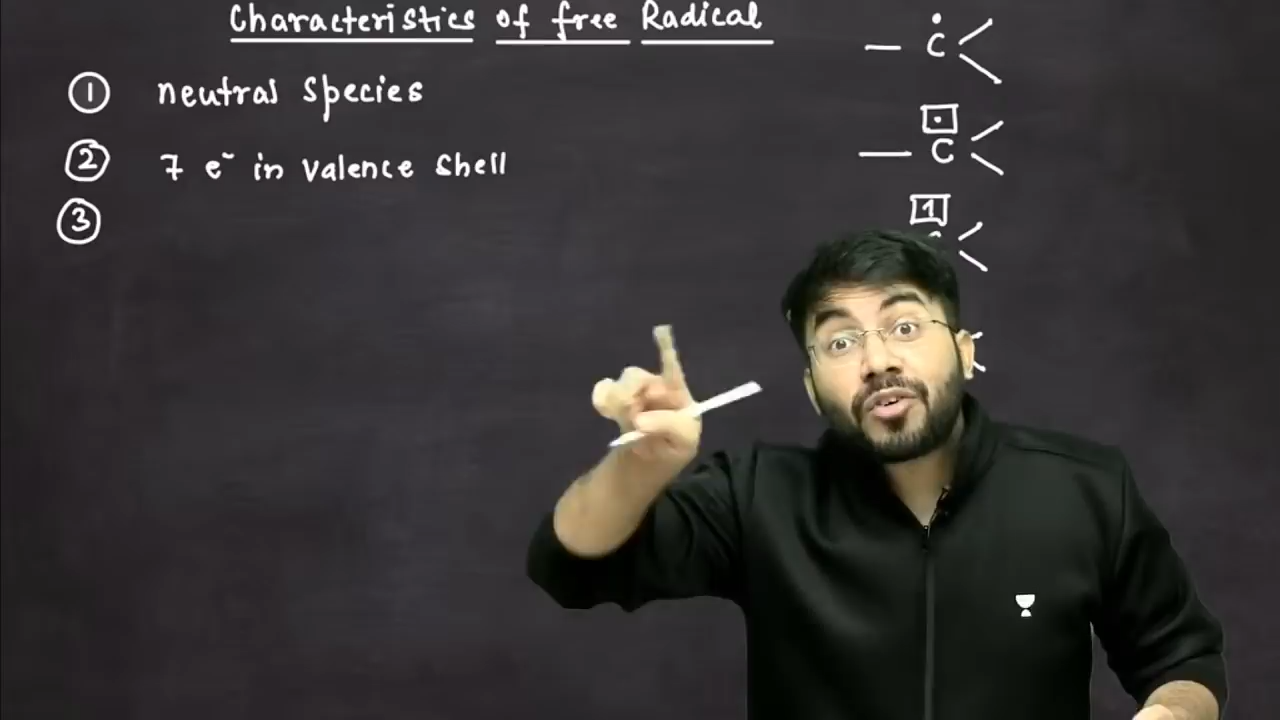 Characteristics of free Radical
① neutral Species
② 7 e⁻ in valence Shell
③
— Ċ
— C
1